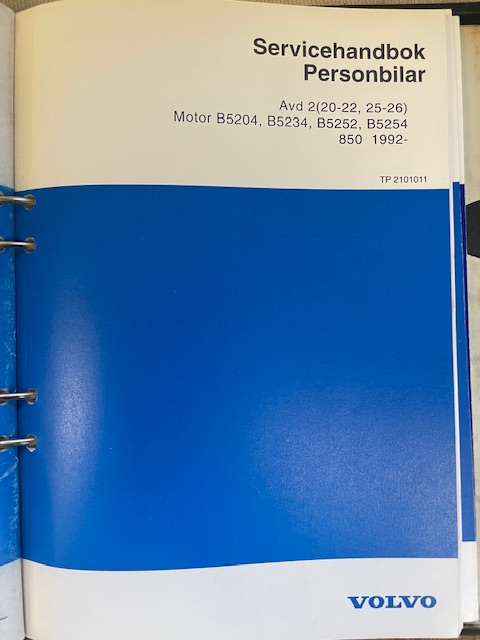 Servicehandbok
Personbilar
Avd 2(20-22, 25-26)
Motor B5204, B5234, B5252, B5254
850 1992-
TP 2101011
VOLVO